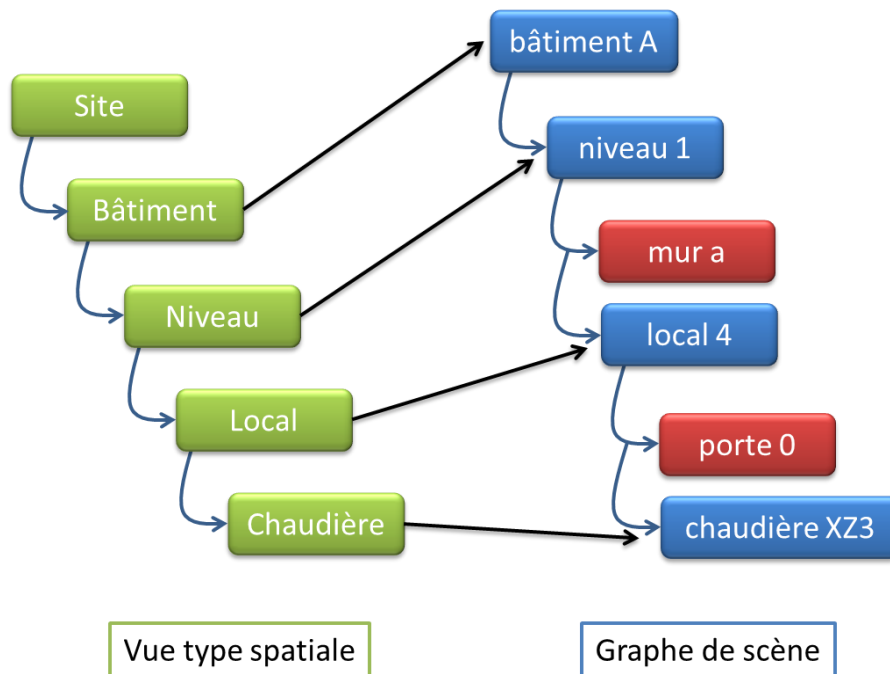 Site
Bâtiment
Niveau
Local
Chaudière
Vue type spatiale
bâtiment A
niveau 1
mur a
local 4
porte 0
chaudière XZ3
Graphe de scène